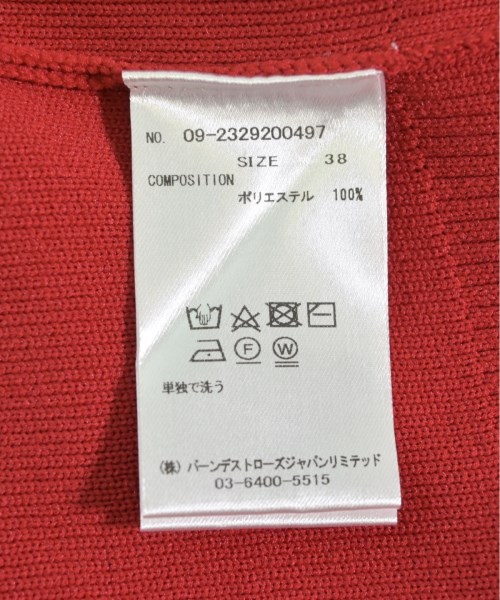 NO. 09-2329200497
SIZE 38
COMPOSITION
ポリエステル 100%
F W
単独で洗う
(株) バーンデストローズジャパンリミテッド
03-6400-5515